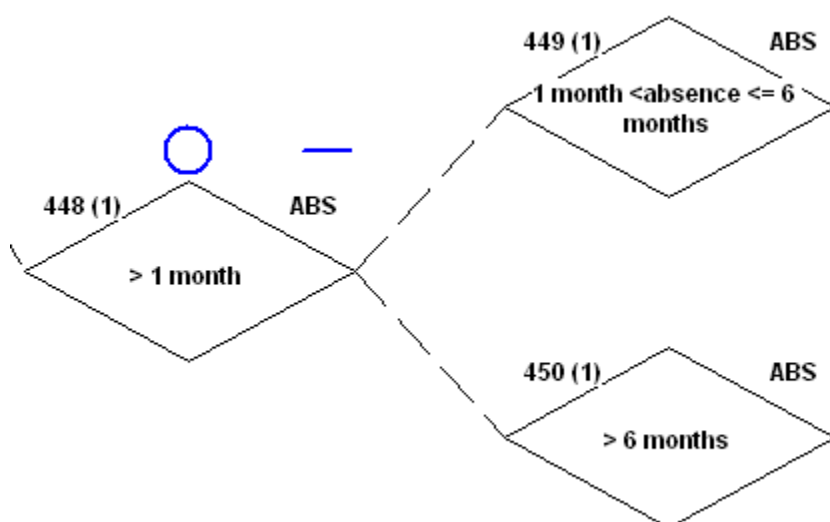 449 (1) ABS
1 month <absence <= 6
months
448 (1) ABS
> 1 month
450 (1) ABS
> 6 months